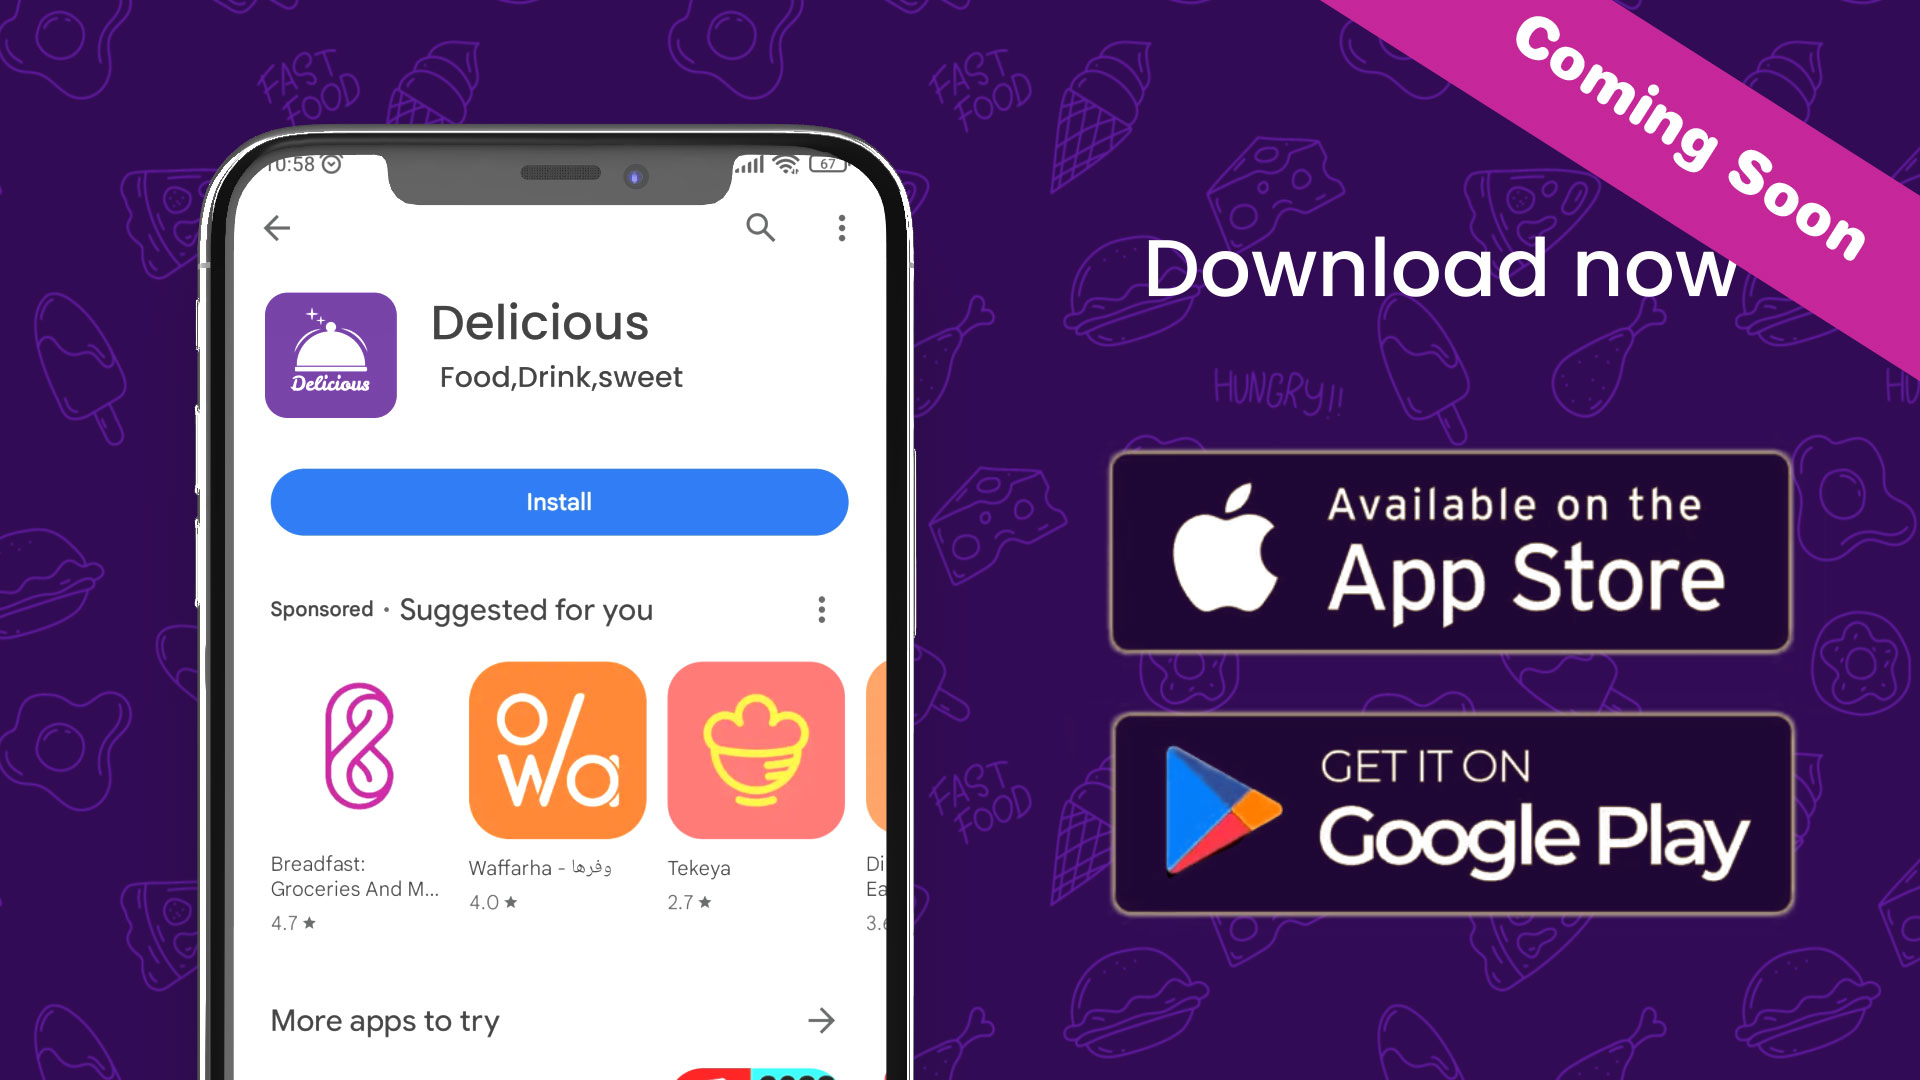 Coming Soon
FAST
FOOD
FAST
FOOD
10:58
67
Download now
Delicious
Food,Drink,sweet
Delicious
HUNGRY!!
Install
Available on the
App Store
Sponsored • Suggested for you
GET IT ON
Google Play
FAST
FOOD
o/
wa
Breadfast:
Groceries And M...
4.7 ★
Waffarha - وفرها
4.0 ★
Tekeya
2.7 ★
Di
Ea
3.6
More apps to try